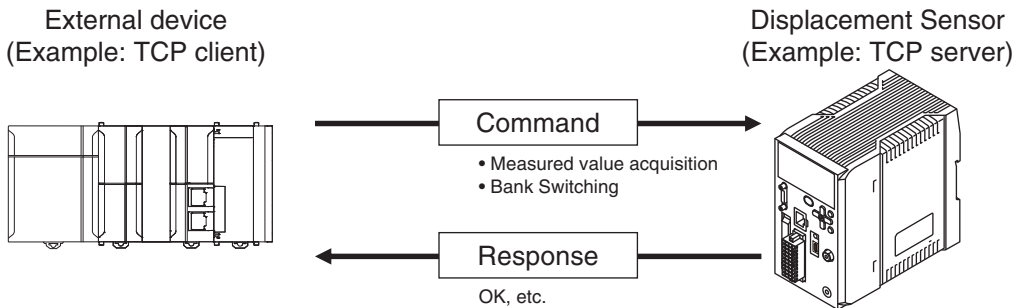 External device
(Example: TCP client)
Displacement Sensor
(Example: TCP server)
Command
• Measured value acquisition
• Bank Switching
Response
OK, etc.